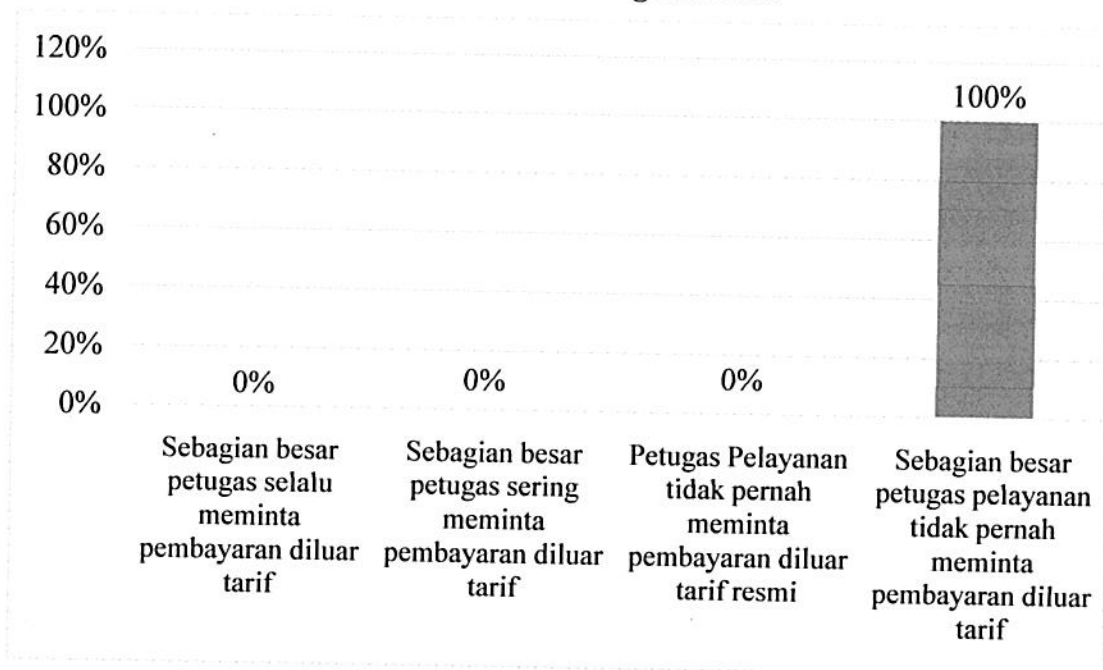 120%
100%
80%
60%
40%
20%
0%
0%
0%
0%
100%
Sebagian besar
petugas selalu
meminta
pembayaran diluar
tarif
Sebagian besar
petugas sering
meminta
pembayaran diluar
tarif
Petugas Pelayanan
tidak pernah
meminta
pembayaran diluar
tarif resmi
Sebagian besar
petugas pelayanan
tidak pernah
meminta
pembayaran diluar
tarif